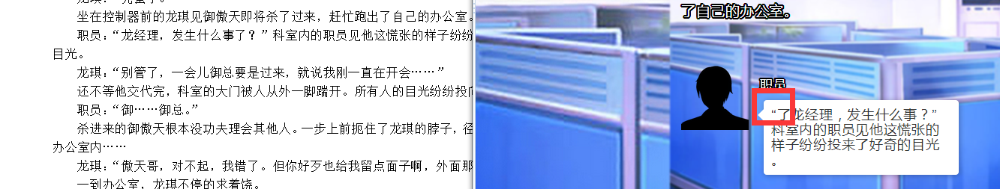 龙琪：“完蛋了。”
坐在控制器前的龙琪见御傲天即将杀了过来，赶忙跑出了自己的办公室。
职员：“龙经理，发生什么事了？”科室内的职员见他这慌张的样子纷纷
目光。
龙琪：“别管了，一会儿御总要是过来，就说我刚一直在开会……”
还不等他交代完，科室的大门被人从外一脚踹开。所有人的目光纷纷投向
职员：“御……御总。”
杀进来的御傲天根本没功夫理会其他人。一步上前扼住了龙琪的脖子，径
办公室内……
龙琪：“傲天哥，对不起，我错了。但你好歹也给我留点面子啊，外面那
一到办公室，龙琪不停的求着饶。
了自己的办公室。
职员
“了龙经理，发生什么事？”
科室内的职员见他这慌张的
样子纷纷投来了好奇的目光
。